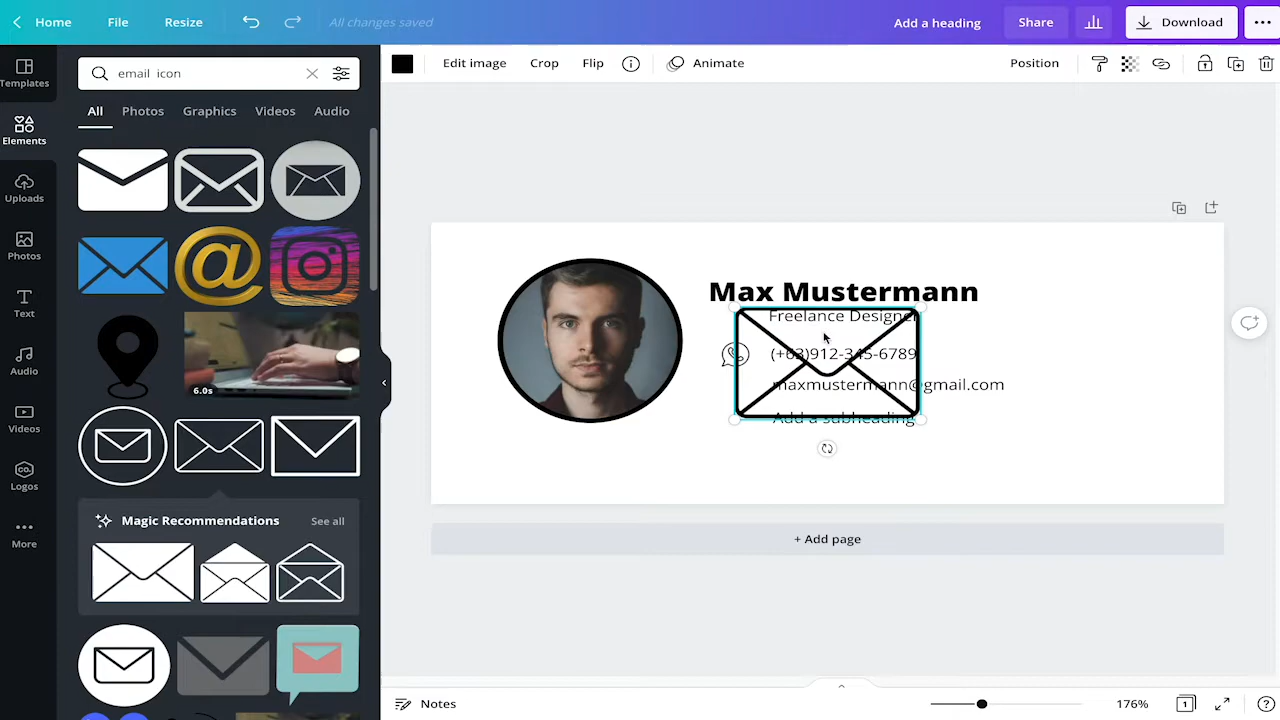 Home File Resize All changes saved Add a heading Share Download
email icon
Edit image Crop Flip Animate Position
Templates
All Photos Graphics Videos Audio
Elements
Uploads
Photos
Text
Audio
Videos
Logos
More
6.0s
Magic Recommendations See all
Max Mustermann
Freelance Designer
(+63)912-345-6789
maxmustermann@gmail.com
Add a subheading
+ Add page
Notes 176% 1